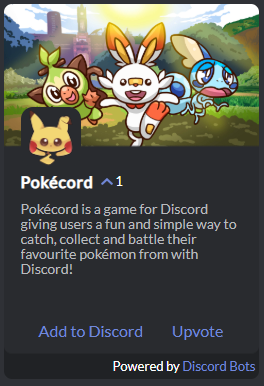 Pokécord 1
Pokécord is a game for Discord
giving users a fun and simple way to
catch, collect and battle their
favourite pokémon from with
Discord!
Add to Discord Upvote
Powered by Discord Bots